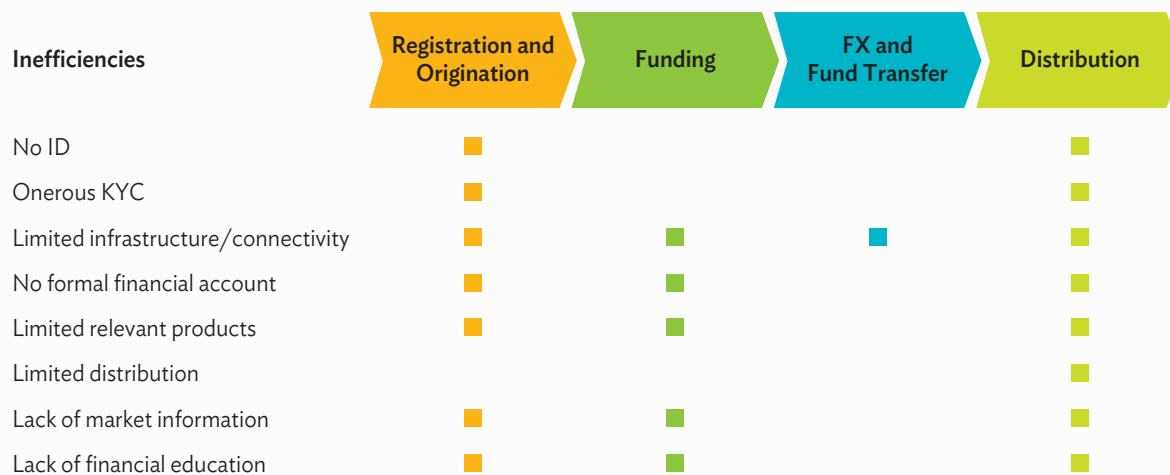 Inefficiencies
Registration and
Origination
Funding
FX and
Fund Transfer
Distribution
No ID
Onerous KYC
Limited infrastructure/connectivity
No formal financial account
Limited relevant products
Limited distribution
Lack of market information
Lack of financial education